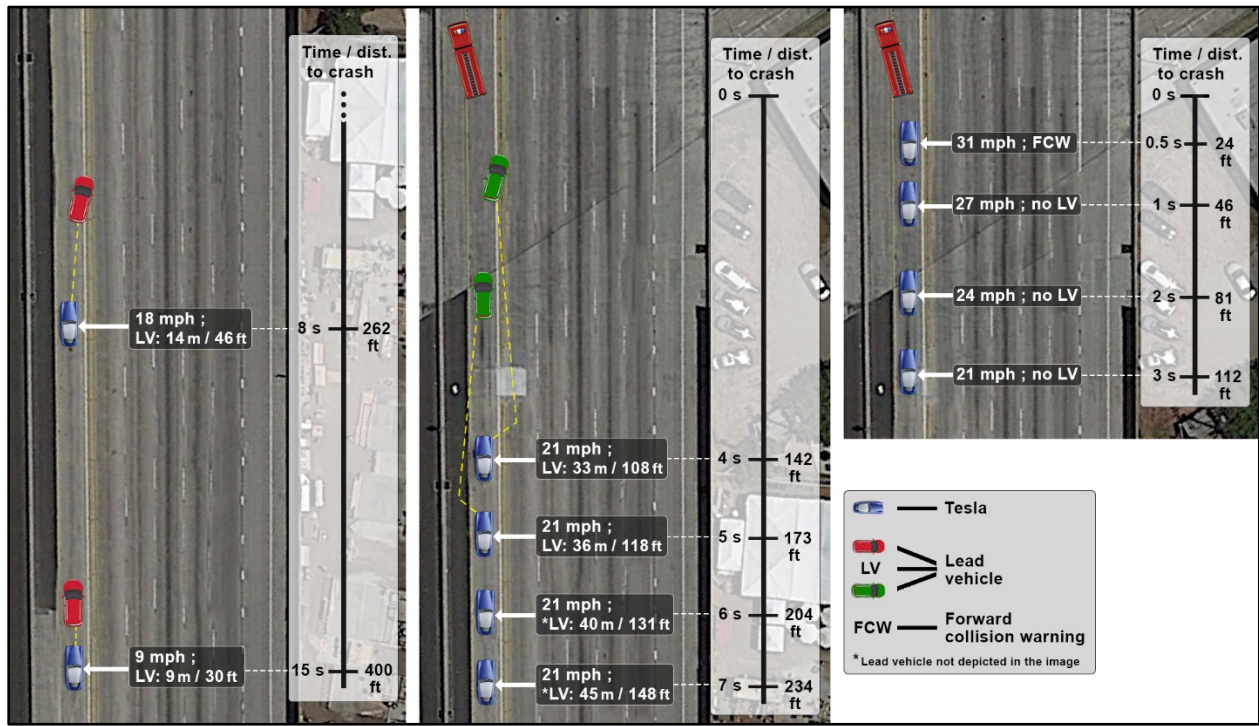 Time / dist.
to crash
18 mph ;
LV: 14 m / 46 ft
8 s
262
ft
9 mph ;
LV: 9 m / 30 ft
15 s
400
ft
Time / dist.
to crash
0 s
21 mph ;
LV: 33 m / 108 ft
4 s
142
ft
21 mph ;
LV: 36 m / 118 ft
5 s
173
ft
21 mph ;
*LV: 40 m / 131 ft
6 s
204
ft
21 mph ;
*LV: 45 m / 148 ft
7 s
234
ft
Time / dist.
to crash
0 s
31 mph ; FCW
0.5 s
24
ft
27 mph ; no LV
1 s
46
ft
24 mph ; no LV
2 s
81
ft
21 mph ; no LV
3 s
112
ft
Tesla
LV
Lead
vehicle
FCW
Forward
collision warning
* Lead vehicle not depicted in the image